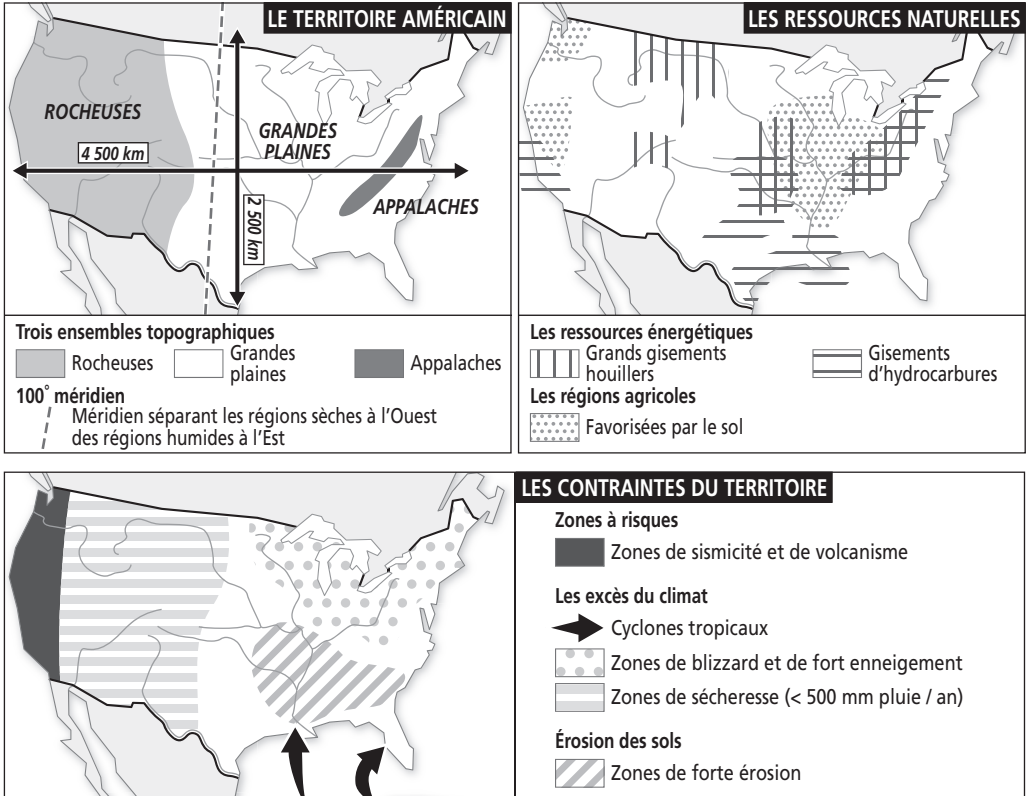 LE TERRITOIRE AMÉRICAIN
ROCHEUSES
4 500 km
GRANDES
PLAINES
2 500 km
APPALACHES
Trois ensembles topographiques
Rocheuses
Grandes
plaines
Appalaches
100° méridien
Méridien séparant les régions sèches à l'Ouest
des régions humides à l'Est
LES RESSOURCES NATURELLES
Les ressources énergétiques
Grands gisements
houillers
Gisements
d'hydrocarbures
Les régions agricoles
Favorisées par le sol
LES CONTRAINTES DU TERRITOIRE
Zones à risques
Zones de sismicité et de volcanisme
Les excès du climat
Cyclones tropicaux
Zones de blizzard et de fort enneigement
Zones de sécheresse (< 500 mm pluie / an)
Érosion des sols
Zones de forte érosion